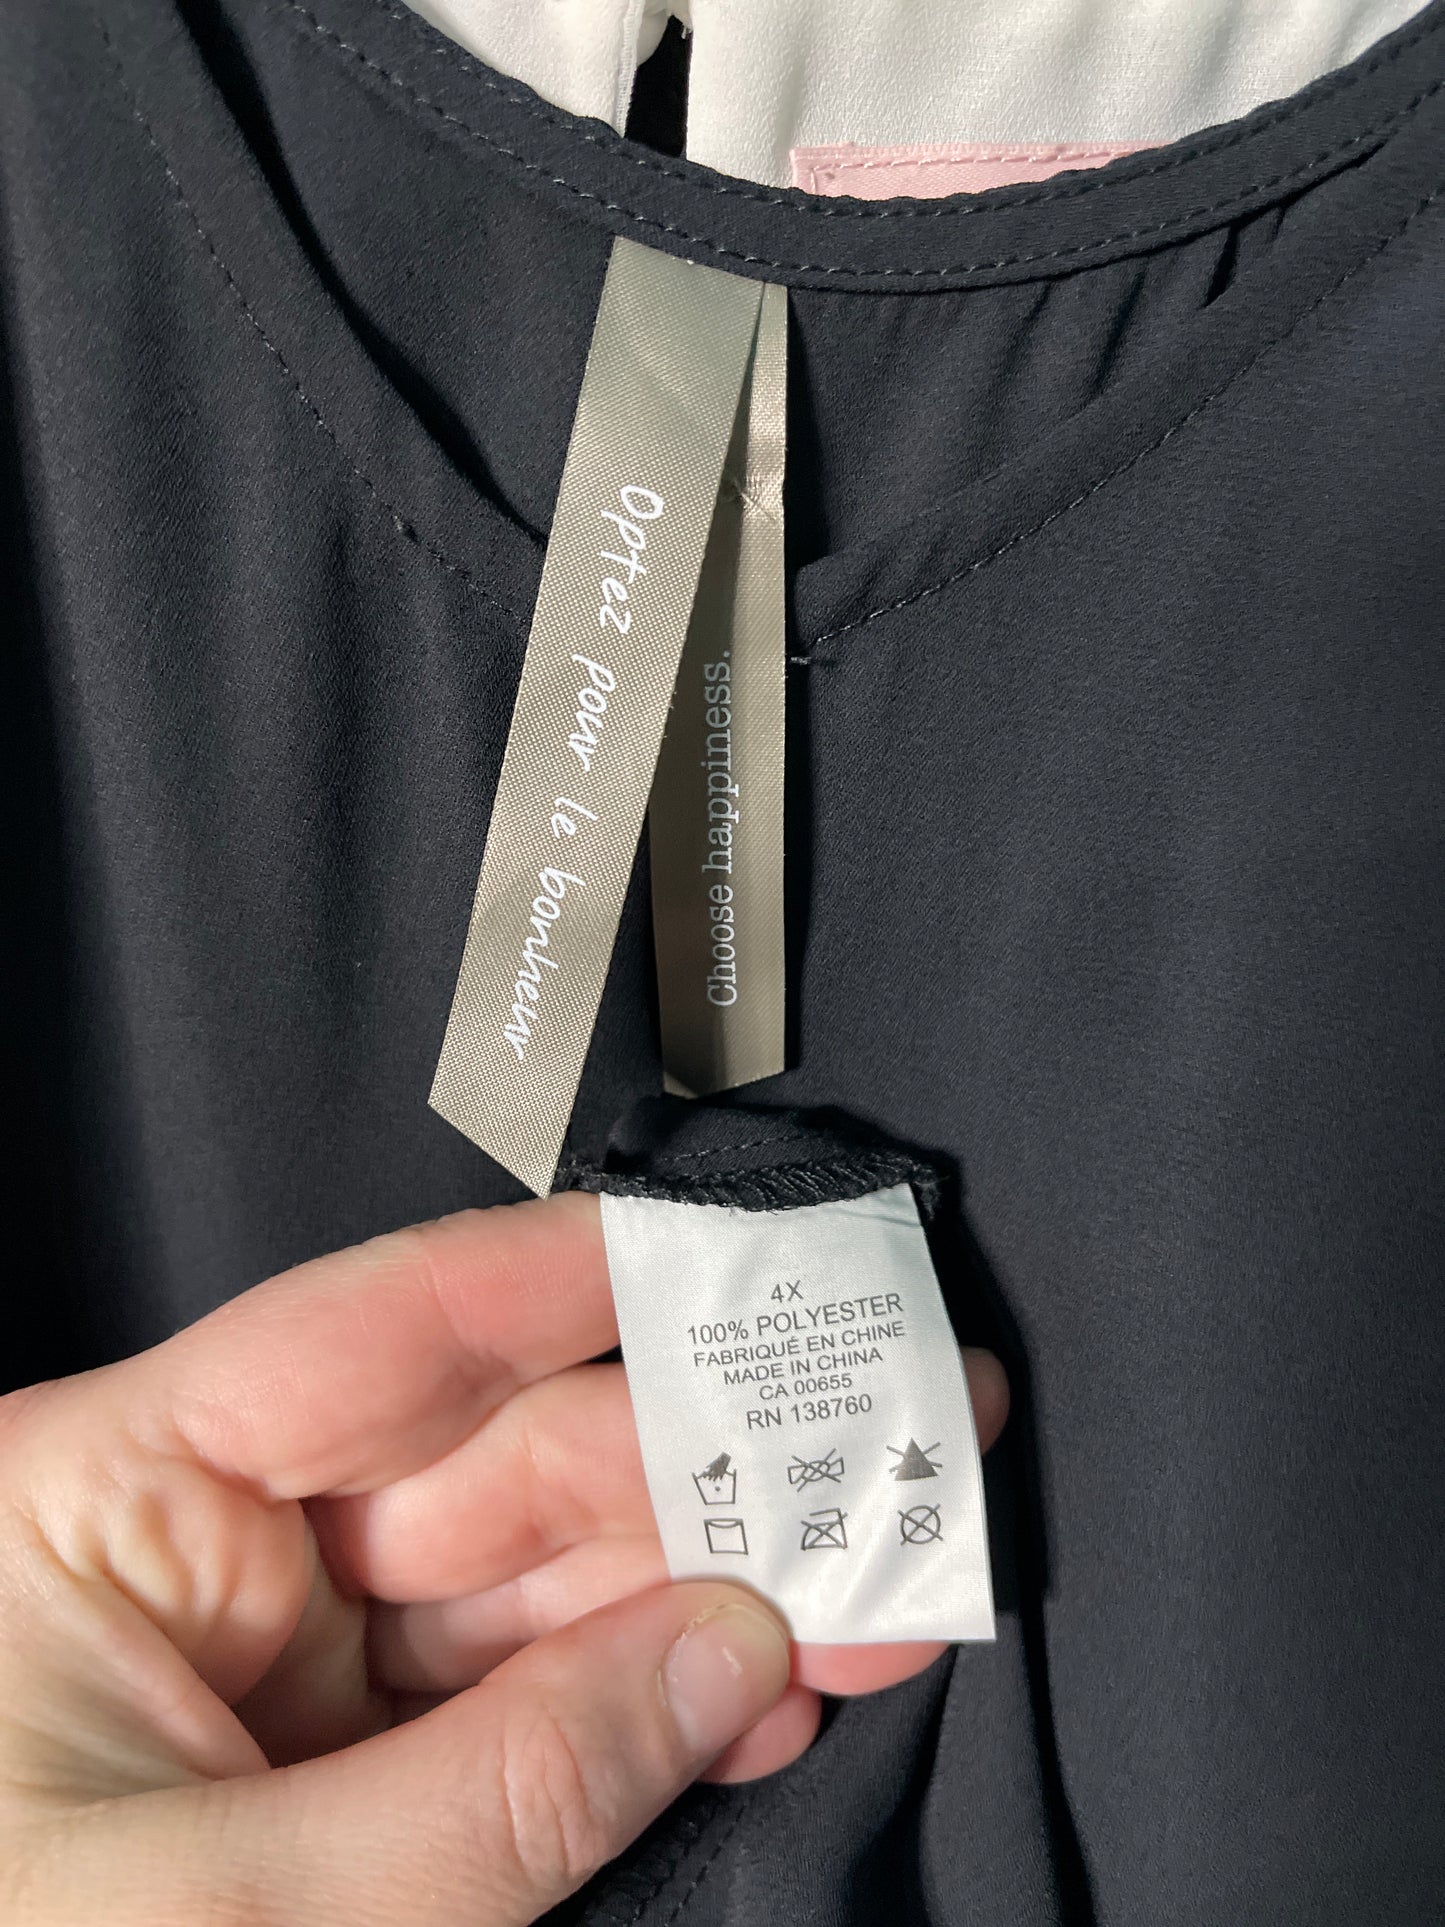 Optez pour le bonheur
Choose happiness.
4X
100% POLYESTER
FABRIQUÉ EN CHINE
MADE IN CHINA
CA 00655
RN 138760